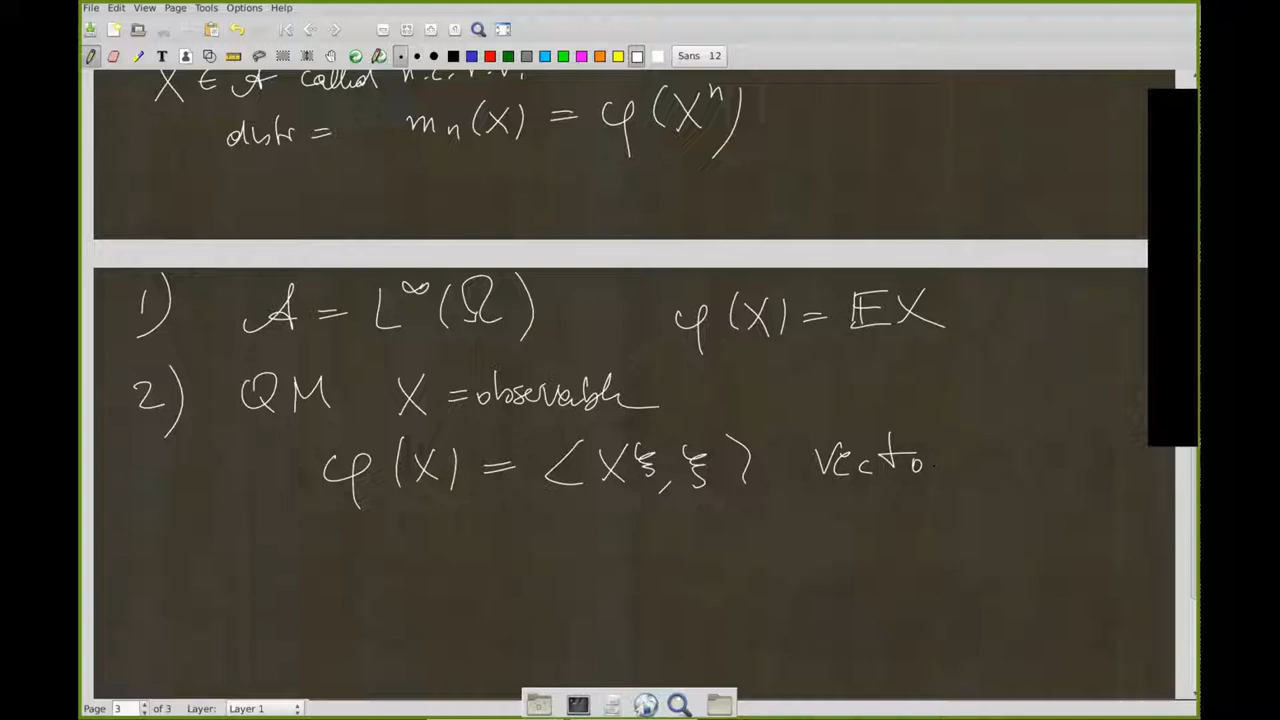 File Edit View Page Tools Options Help
Sans 12
X ∈ A called n.c.r.v.
distr = mₙ(X) = φ(Xⁿ)
1) A = L^∞(Ω) φ(X) = 𝔼X
2) QM X = observable
φ(X) = ⟨Xξ, ξ⟩ vecto
Page 3 of 3 Layer: Layer 1